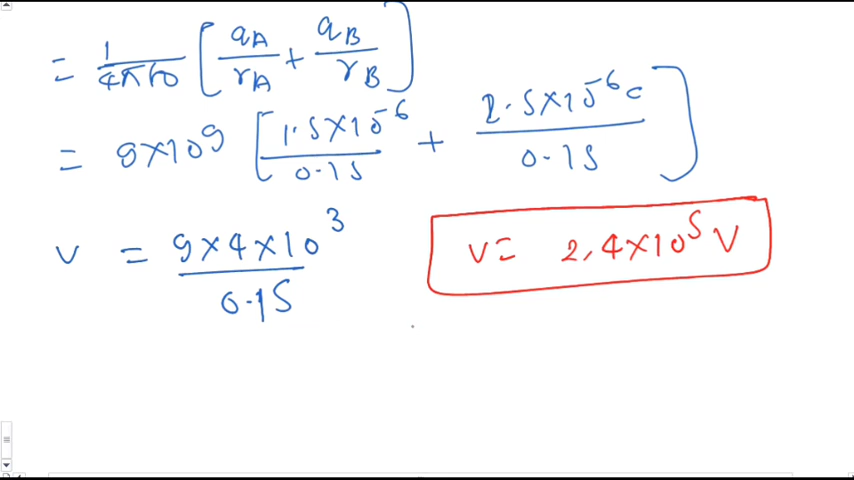 = 1/4πε0 [ qA/rA + qB/rB ]
= 9×10^9 [ 1.5×10^-6/0.15 + 2.5×10^-6 c/0.15 ]
v = 9×4×10^3/0.15
v= 2.4×10^5 V